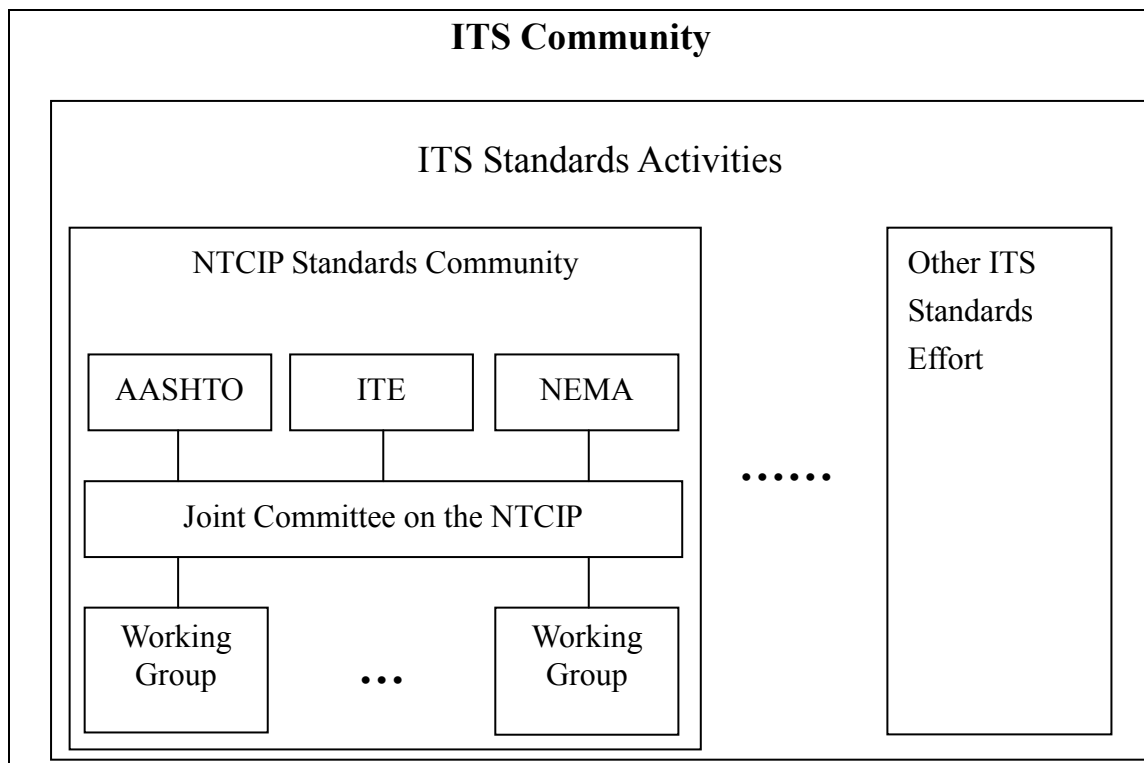 ITS Community
ITS Standards Activities
NTCIP Standards Community
Other ITS
Standards
Effort
AASHTO
ITE
NEMA
......
Joint Committee on the NTCIP
Working
Group
...
Working
Group